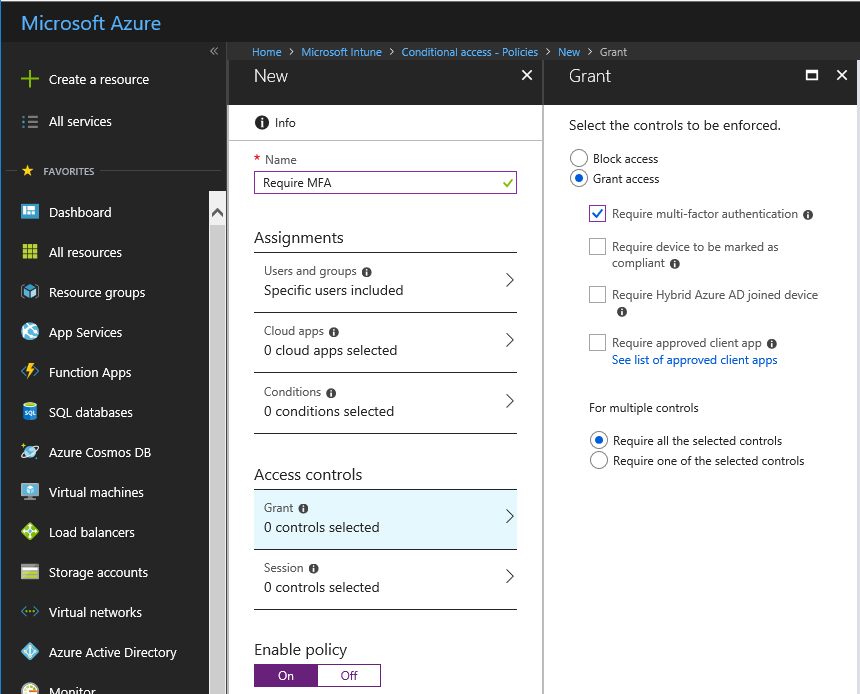 Microsoft Azure
«
Home > Microsoft Intune > Conditional access - Policies > New > Grant
Create a resource
All services
FAVORITES
Dashboard
All resources
Resource groups
App Services
Function Apps
SQL databases
Azure Cosmos DB
Virtual machines
Load balancers
Storage accounts
Virtual networks
Azure Active Directory
Monitor
New
Info
* Name
Require MFA
Assignments
Users and groups
Specific users included
Cloud apps
0 cloud apps selected
Conditions
0 conditions selected
Access controls
Grant
0 controls selected
Session
0 controls selected
Enable policy
On Off
Grant
Select the controls to be enforced.
Block access
Grant access
Require multi-factor authentication
Require device to be marked as
compliant
Require Hybrid Azure AD joined device
Require approved client app
See list of approved client apps
For multiple controls
Require all the selected controls
Require one of the selected controls